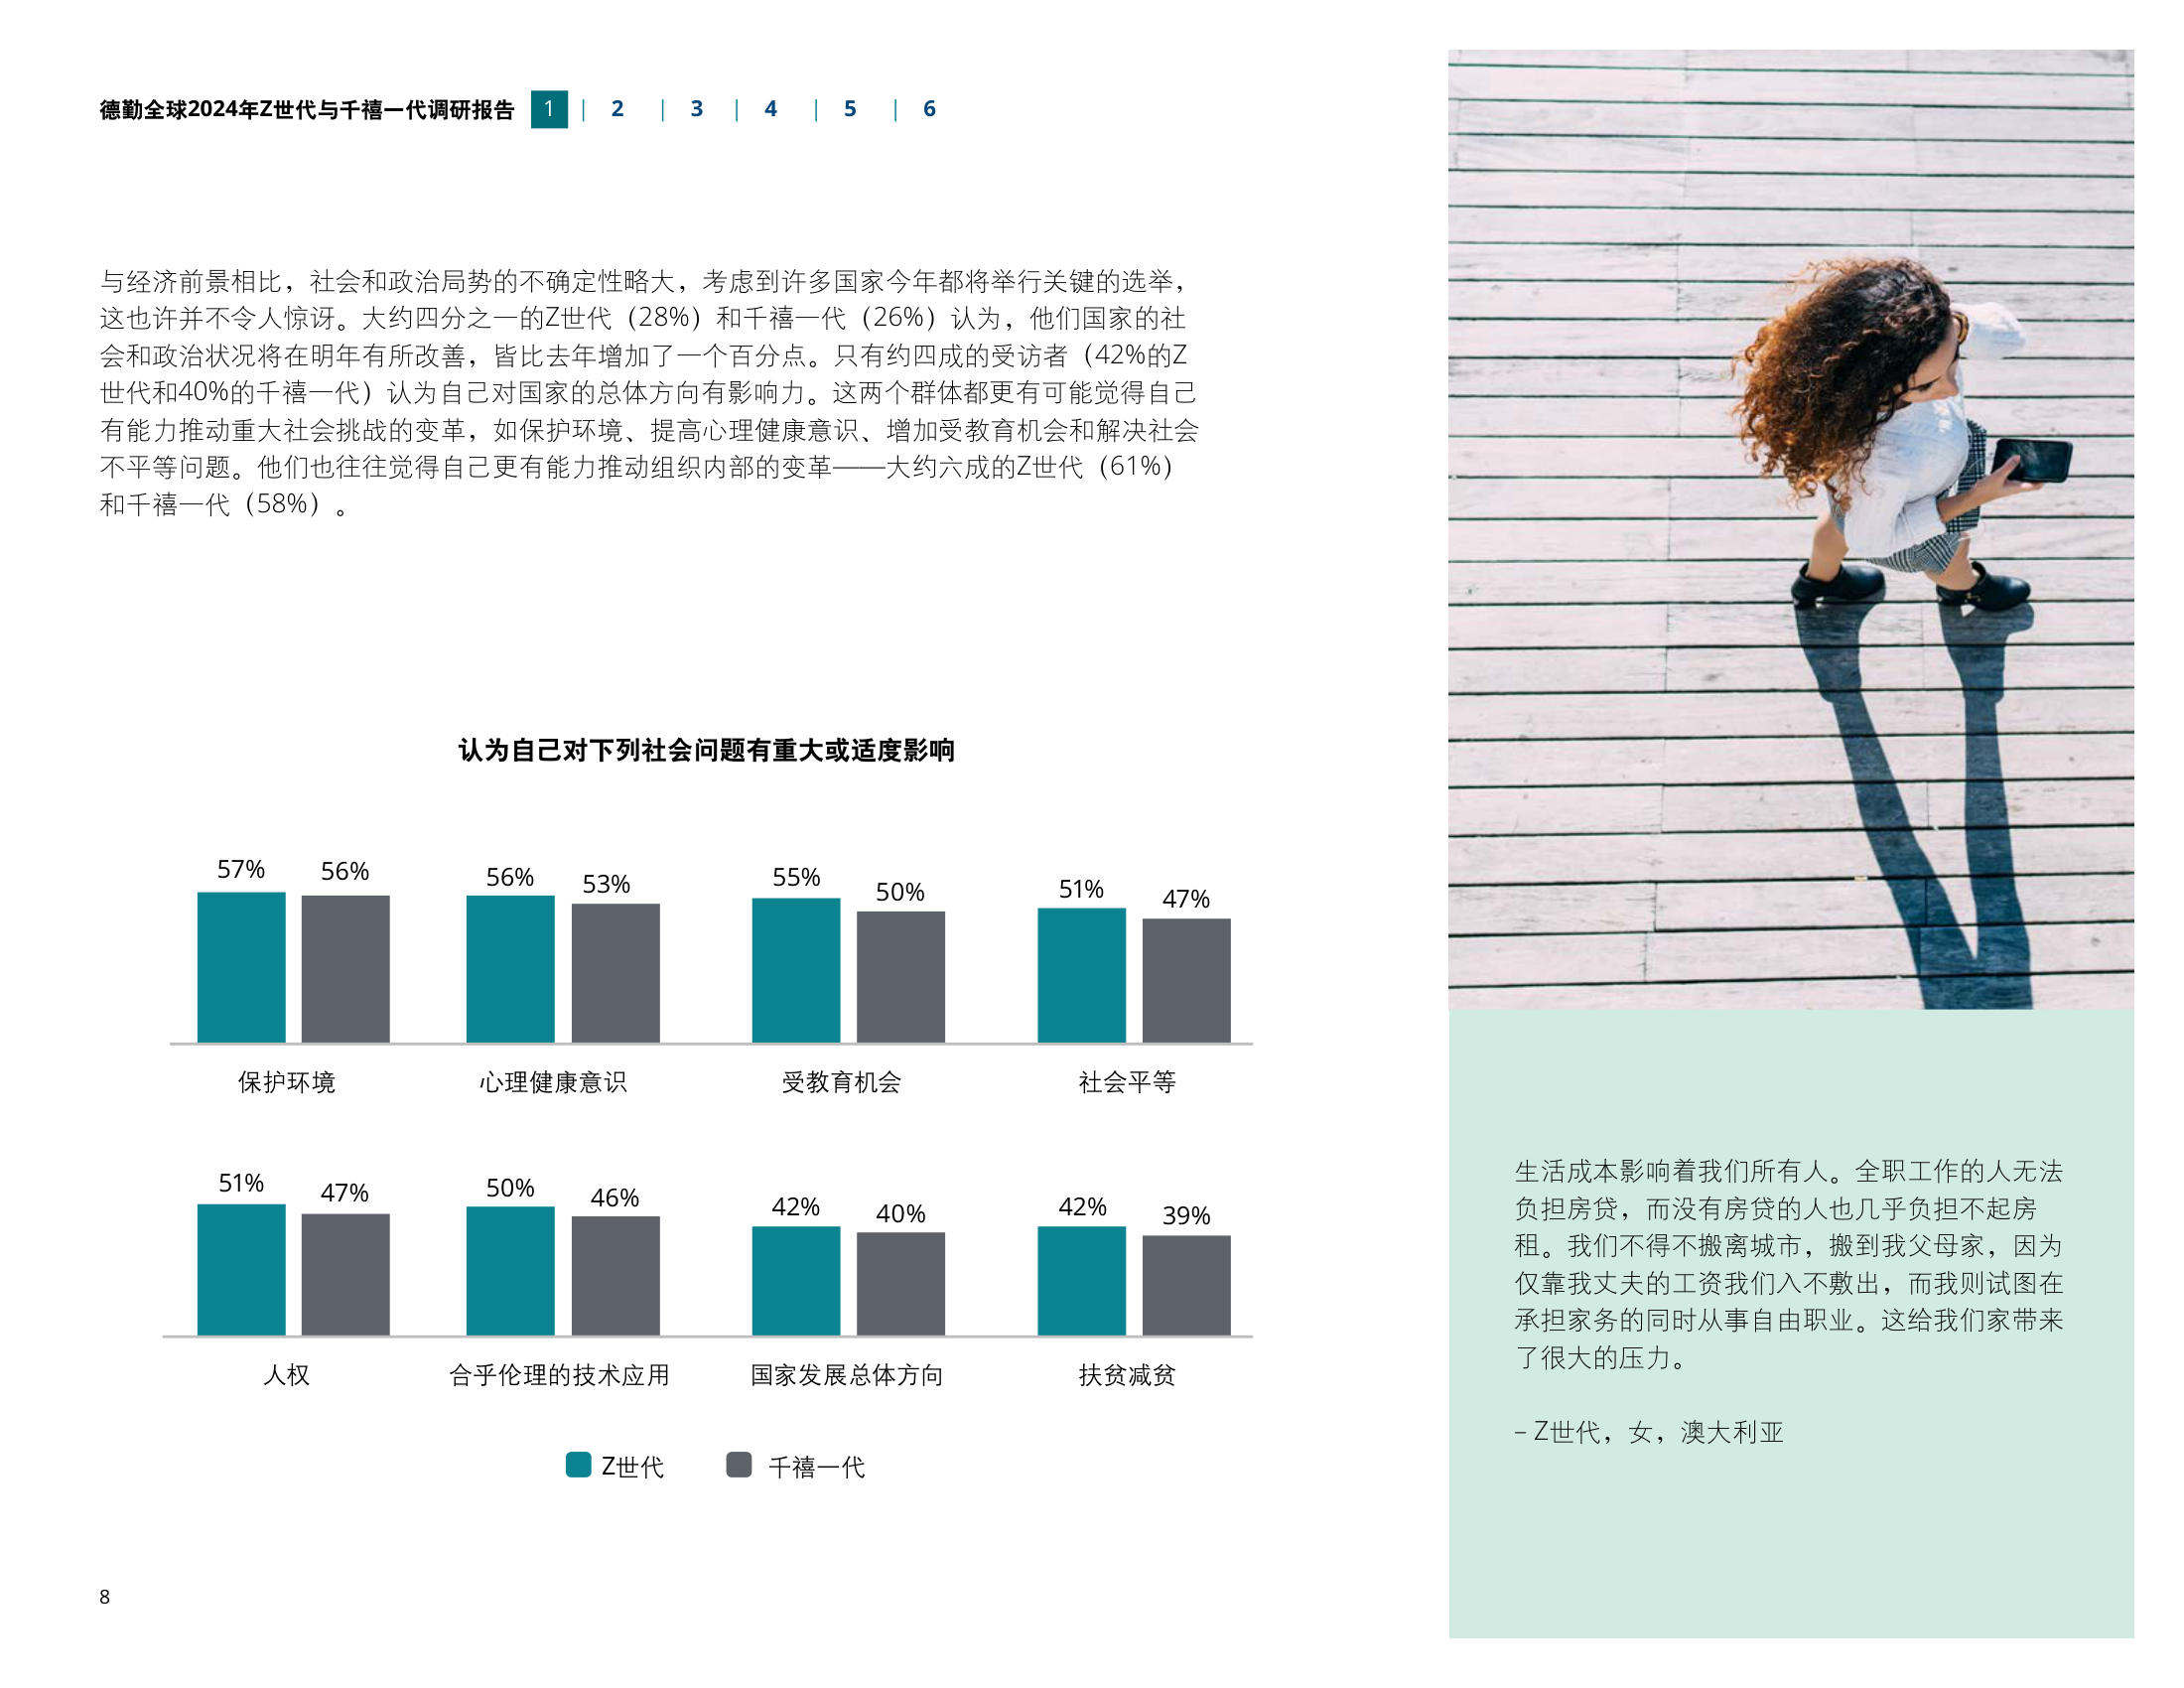 德勤全球2024年Z世代与千禧一代调研报告 1 | 2 | 3 | 4 | 5 | 6
与经济前景相比，社会和政治局势的不确定性略大，考虑到许多国家今年都将举行关键的选举，
这也许并不令人惊讶。大约四分之一的Z世代（28%）和千禧一代（26%）认为，他们国家的社
会和政治状况将在明年有所改善，皆比去年增加了一个百分点。只有约四成的受访者（42%的Z
世代和40%的千禧一代）认为自己对国家的总体方向有影响力。这两个群体都更有可能觉得自己
有能力推动重大社会挑战的变革，如保护环境、提高心理健康意识、增加受教育机会和解决社会
不平等问题。他们也往往觉得自己更有能力推动组织内部的变革——大约六成的Z世代（61%）
和千禧一代（58%）。
认为自己对下列社会问题有重大或适度影响
57% 56% 56% 53% 55% 50% 51% 47%
保护环境 心理健康意识 受教育机会 社会平等
51% 47% 50% 46% 42% 40% 42% 39%
人权 合乎伦理的技术应用 国家发展总体方向 扶贫减贫
Z世代 千禧一代
生活成本影响着我们所有人。全职工作的人无法
负担房贷，而没有房贷的人也几乎负担不起房
租。我们不得不搬离城市，搬到我父母家，因为
仅靠我丈夫的工资我们入不敷出，而我则试图在
承担家务的同时从事自由职业。这给我们家带来
了很大的压力。
– Z世代，女，澳大利亚
8